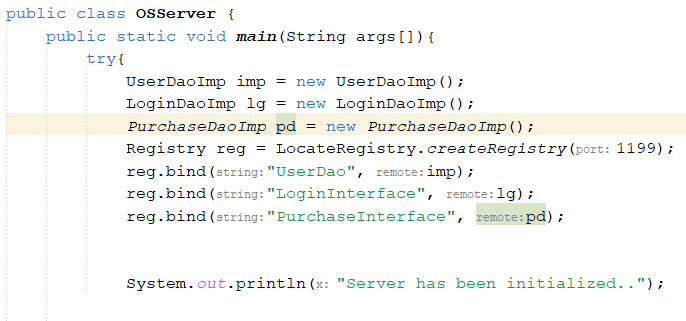 public class OSServer {
public static void main(String args[]){
try{
UserDaoImp imp = new UserDaoImp();
LoginDaoImp lg = new LoginDaoImp();
PurchaseDaoImp pd = new PurchaseDaoImp();
Registry reg = LocateRegistry.createRegistry(port: 1199);
reg.bind(string: "UserDao", remote: imp);
reg.bind(string: "LoginInterface", remote: lg);
reg.bind(string: "PurchaseInterface", remote: pd);
System.out.println(x: "Server has been initialized..");